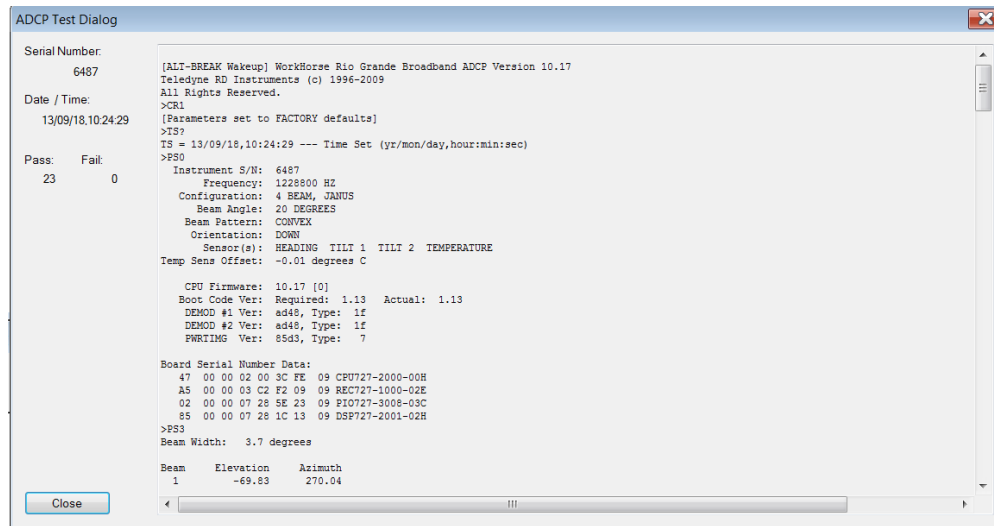 ADCP Test Dialog
Serial Number:
6487
Date / Time:
13/09/18,10:24:29
Pass: Fail:
23 0
[ALT-BREAK Wakeup] WorkHorse Rio Grande Broadband ADCP Version 10.17
Teledyne RD Instruments (c) 1996-2009
All Rights Reserved.
>CR1
[Parameters set to FACTORY defaults]
>TS?
TS = 13/09/18,10:24:29 --- Time Set (yr/mon/day,hour:min:sec)
>PS0
Instrument S/N: 6487
Frequency: 1228800 HZ
Configuration: 4 BEAM, JANUS
Beam Angle: 20 DEGREES
Beam Pattern: CONVEX
Orientation: DOWN
Sensor(s): HEADING TILT 1 TILT 2 TEMPERATURE
Temp Sens Offset: -0.01 degrees C
CPU Firmware: 10.17 [0]
Boot Code Ver: Required: 1.13 Actual: 1.13
DEMOD #1 Ver: ad48, Type: 1f
DEMOD #2 Ver: ad48, Type: 1f
PWRTIMG Ver: 85d3, Type: 7
Board Serial Number Data:
47 00 00 02 00 3C FE 09 CPU727-2000-00H
A5 00 00 03 C2 F2 09 09 REC727-1000-02E
02 00 00 07 28 5E 23 09 PIO727-3008-03C
85 00 00 07 28 1C 13 09 DSP727-2001-02H
>PS3
Beam Width: 3.7 degrees
Beam Elevation Azimuth
1 -69.83 270.04
Close